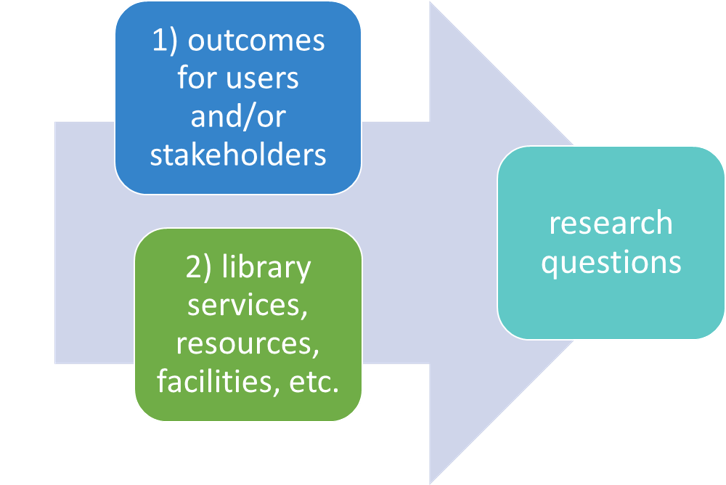 1) outcomes
for users
and/or
stakeholders
2) library
services,
resources,
facilities, etc.
research
questions